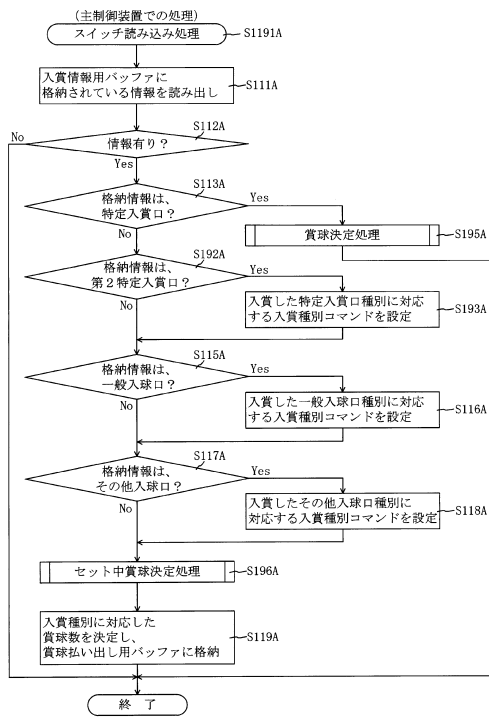 (主制御装置での処理)
スイッチ読み込み処理
S1191A
入賞情報用バッファに
格納されている情報を読み出し
S111A
情報有り？
S112A
No
Yes
格納情報は、
特定入賞口？
S113A
Yes
No
賞球決定処理
S195A
格納情報は、
第２特定入賞口？
S192A
Yes
No
入賞した特定入賞口種別に対応
する入賞種別コマンドを設定
S193A
格納情報は、
一般入球口？
S115A
Yes
No
入賞した一般入球口種別に対応
する入賞種別コマンドを設定
S116A
格納情報は、
その他入球口？
S117A
Yes
No
入賞したその他入球口種別に
対応する入賞種別コマンドを設定
S118A
セット中賞球決定処理
S196A
入賞種別に対応した
賞球数を決定し、
賞球払い出し用バッファに格納
S119A
終 了